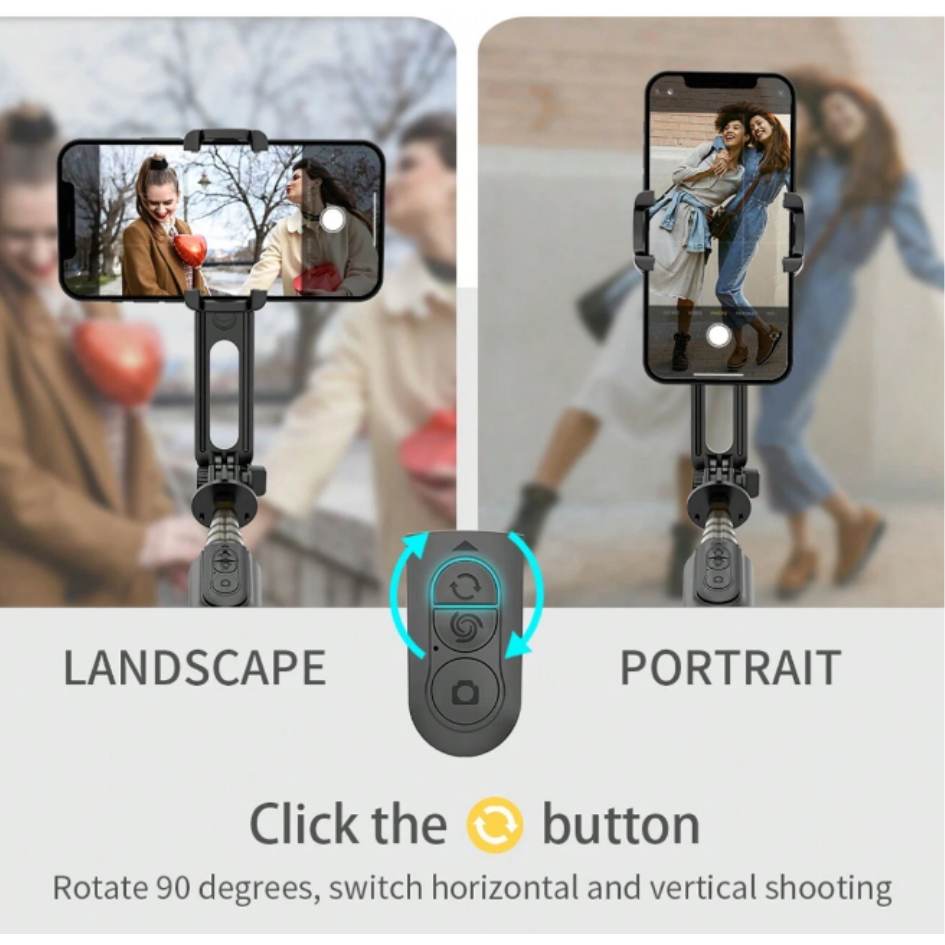 LANDSCAPE
PORTRAIT
Click the button
Rotate 90 degrees, switch horizontal and vertical shooting